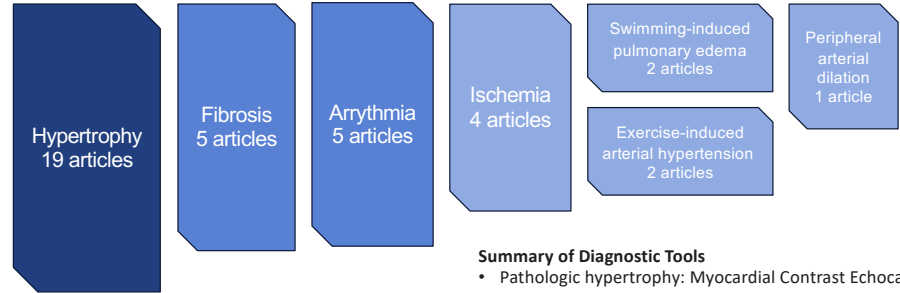 Hypertrophy
19 articles
Fibrosis
5 articles
Arrythmia
5 articles
Ischemia
4 articles
Swimming-induced
pulmonary edema
2 articles
Exercise-induced
arterial hypertension
2 articles
Peripheral
arterial
dilation
1 article
Summary of Diagnostic Tools
• Pathologic hypertrophy: Myocardial Contrast Echoca